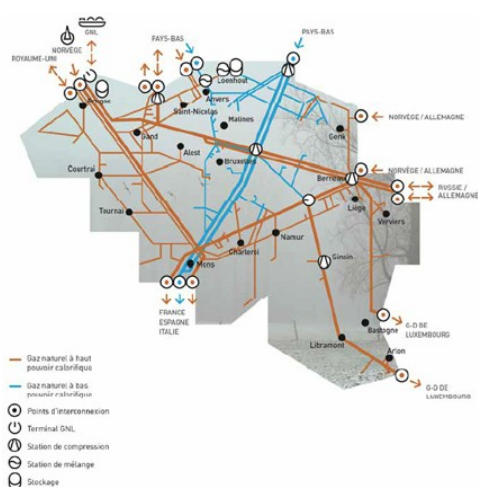 GNL
NORVÈGE
ROYAUME-UNI
PAYS-BAS
PAYS-BAS
Loenhout
Anvers
Saint-Nicolas
Malines
Gand
Alost
Bruxelles
Genk
NORVÈGE / ALLEMAGNE
NORVÈGE / ALLEMAGNE
Berneau
RUSSIE /
ALLEMAGNE
Courtrai
Tournai
Liège
Verviers
Namur
Charleroi
Mons
FRANCE
ESPAGNE
ITALIE
Bastogne
G-D DE
LUXEMBOURG
Libramont
Arlon
G-D DE
LUXEMBOURG
Gaz naturel à haut
pouvoir calorifique
Gaz naturel à bas
pouvoir calorifique
Points d'interconnexion
Terminal GNL
Station de compression
Station de mélange
Stockage